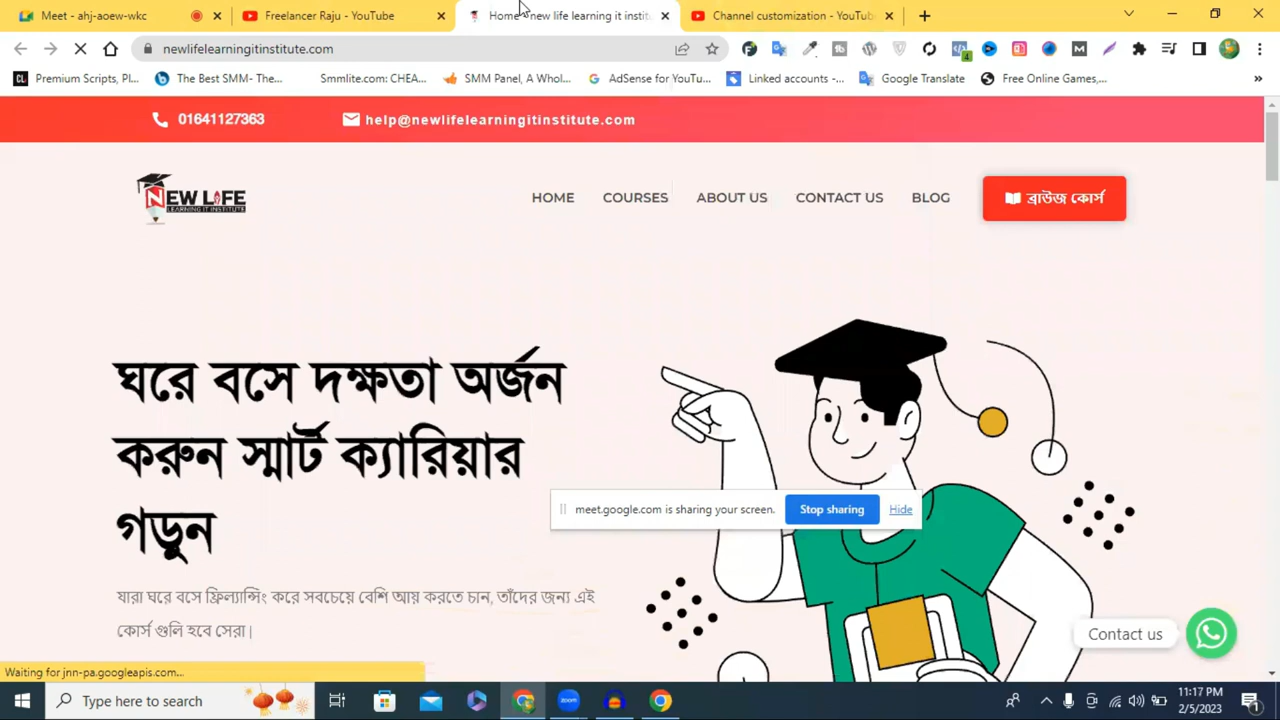 Meet - ahj-aoew-wkc
Freelancer Raju - YouTube
Home - new life learning it instit
Channel customization - YouTub
newlifelearningitinstitute.com
4
CL Premium Scripts, Pl...
The Best SMM- The...
Smmlite.com: CHEA...
SMM Panel, A Whol...
AdSense for YouTu...
Linked accounts -...
Google Translate
Free Online Games,...
01641127363
help@newlifelearningitinstitute.com
NEW LIFE
LEARNING IT INSTITUTE
HOME
COURSES
ABOUT US
CONTACT US
BLOG
ব্রাউজ কোর্স
ঘরে বসে দক্ষতা অর্জন
করুন স্মার্ট ক্যারিয়ার
গড়ুন
meet.google.com is sharing your screen.
Stop sharing
Hide
যারা ঘরে বসে ফ্রিল্যান্সিং করে সবচেয়ে বেশি আয় করতে চান, তাঁদের জন্য এই
কোর্স গুলি হবে সেরা|
Contact us
Waiting for jnn-pa.googleapis.com...
Type here to search
zoom
11:17 PM
2/5/2023
1